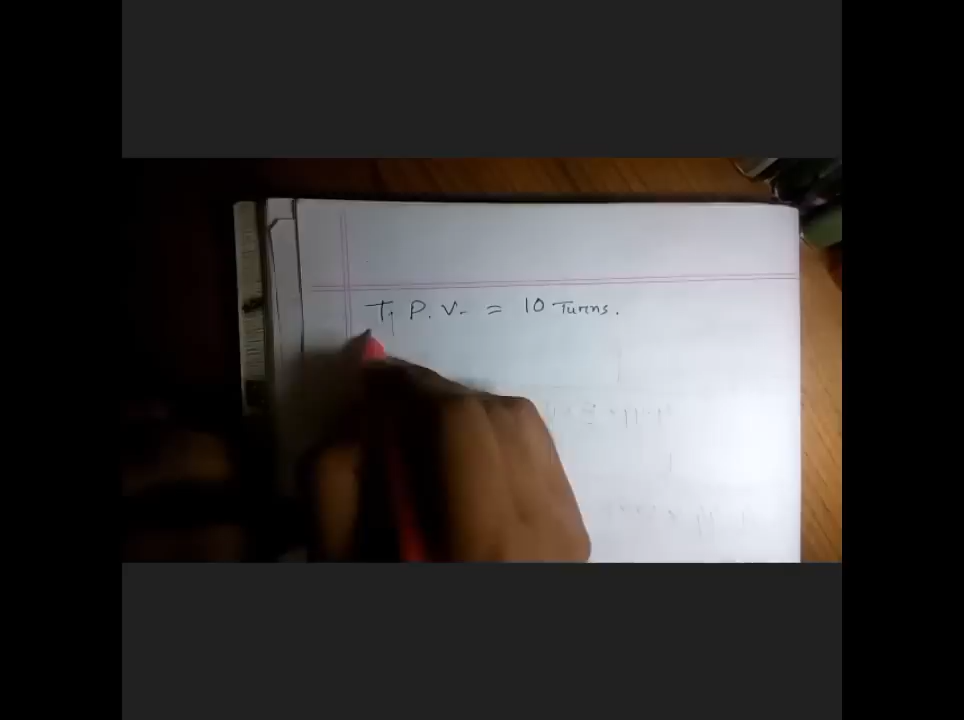 T. P. V. = 10 Turns.